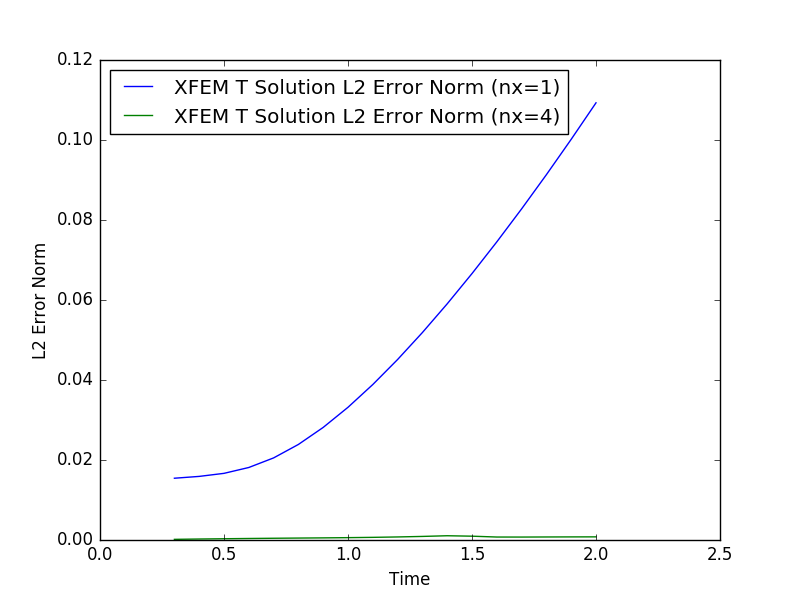 0.12
0.10
0.08
0.06
0.04
0.02
0.00
L2 Error Norm
XFEM T Solution L2 Error Norm (nx=1)
XFEM T Solution L2 Error Norm (nx=4)
0.0 0.5 1.0 1.5 2.0 2.5
Time